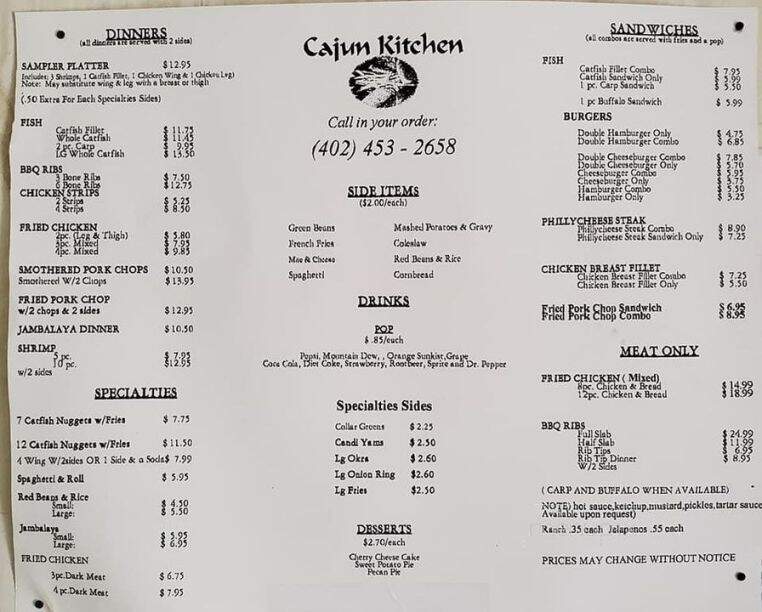 DINNERS
(all dinners are served with 2 sides)
SAMPLER PLATTER $12.95
Includes: 3 Shrimps, 1 Catfish Fillet, 1 Chicken Wing & 1 Chicken Leg)
Note: May substitute wing & leg with a breast or thigh
(.50 Extra For Each Specialties Sides)
FISH
Catfish Fillet $ 11.75
Whole Catfish $ 11.45
2 pc. Carp $ 9.95
LG Whole Catfish $ 13.50
BBQ RIBS
3 Bone Ribs $ 7.50
6 Bone Ribs $12.75
CHICKEN STRIPS
2 Strips $ 5.25
4 Strips $ 8.50
FRIED CHICKEN
2pc. (Leg & Thigh) $ 5.80
3pc. Mixed $ 7.95
4pc. Mixed $ 9.85
SMOTHERED PORK CHOPS $10.50
Smothered W/2 Chops $13.95
FRIED PORK CHOP
w/2 chops & 2 sides $12.95
JAMBALAYA DINNER $10.50
SHRIMP
5 pc. $ 7.95
10 pc. $12.95
w/2 sides
SPECIALTIES
7 Catfish Nuggets w/Fries $ 7.75
12 Catfish Nuggets w/Fries $ 11.50
4 Wing W/2sides OR 1 Side & a Soda$ 7.99
Spaghetti & Roll $ 5.95
Red Beans & Rice
Small: $ 4.50
Large: $ 5.50
Jambalaya
Small: $ 5.95
Large: $ 6.95
FRIED CHICKEN
3pc.Dark Meat $ 6.75
4 pc.Dark Meat $ 7.95
Cajun Kitchen
Call in your order:
(402) 453 - 2658
SIDE ITEMS
($2.00/each)
Green Beans Mashed Potatoes & Gravy
French Fries Coleslaw
Mac & Cheese Red Beans & Rice
Spaghetti Cornbread
DRINKS
POP
$ .85/each
Pepsi, Mountain Dew, , Orange Sunkist,Grape
Coca Cola, Diet Coke, Strawberry, Rootbeer, Sprite and Dr. Pepper
Specialties Sides
Collar Greens $ 2.25
Candi Yams $ 2.50
Lg Okra $ 2.60
Lg Onion Ring $2.60
Lg Fries $2.50
DESSERTS
$2.70/each
Cherry Cheese Cake
Sweet Potato Pie
Pecan Pie
SANDWICHES
(all combos are served with fries and a pop)
FISH
Catfish Fillet Combo $ 7.95
Catfish Sandwich Only $ 5.99
1 pc. Carp Sandwich $ 5.50
1 pc Buffalo Sandwich $ 5.99
BURGERS
Double Hamburger Only $ 4.75
Double Hamburger Combo $ 6.85
Double Cheeseburger Combo $ 7.85
Double Cheeseburger Only $ 5.70
Cheeseburger Combo $ 5.95
Cheeseburger Only $ 3.75
Hamburger Combo $ 5.50
Hamburger Only $ 3.25
PHILLYCHEESE STEAK
Phillycheese Steak Combo $ 8.90
Phillycheese Steak Sandwich Only $ 7.25
CHICKEN BREAST FILLET
Chicken Breast Fillet Combo $ 7.25
Chicken Breast Fillet Only $ 5.50
Fried Pork Chop Sandwich $ 6.95
Fried Pork Chop Combo $ 8.95
MEAT ONLY
FRIED CHICKEN ( Mixed)
8pc. Chicken & Bread $ 14.99
12pc. Chicken & Bread $ 18.99
BBQ RIBS
Full Slab $ 24.99
Half Slab $ 11.99
Rib Tips $ 6.95
Rib Tip Dinner $ 8.95
W/2 Sides
( CARP AND BUFFALO WHEN AVAILABLE)
NOTE) hot sauce,ketchup,mustard,pickles,tartar sauce
Available upon request)
Ranch .35 each Jalapenos .55 each
PRICES MAY CHANGE WITHOUT NOTICE